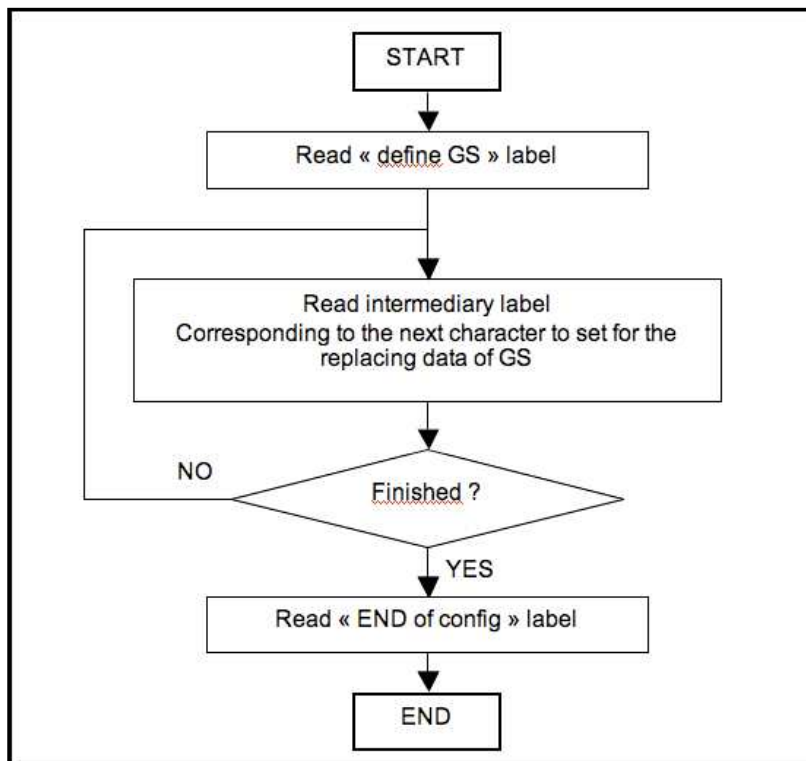 START
Read « define GS » label
Read intermediary label
Corresponding to the next character to set for the
replacing data of GS
NO
Finished ?
YES
Read « END of config » label
END